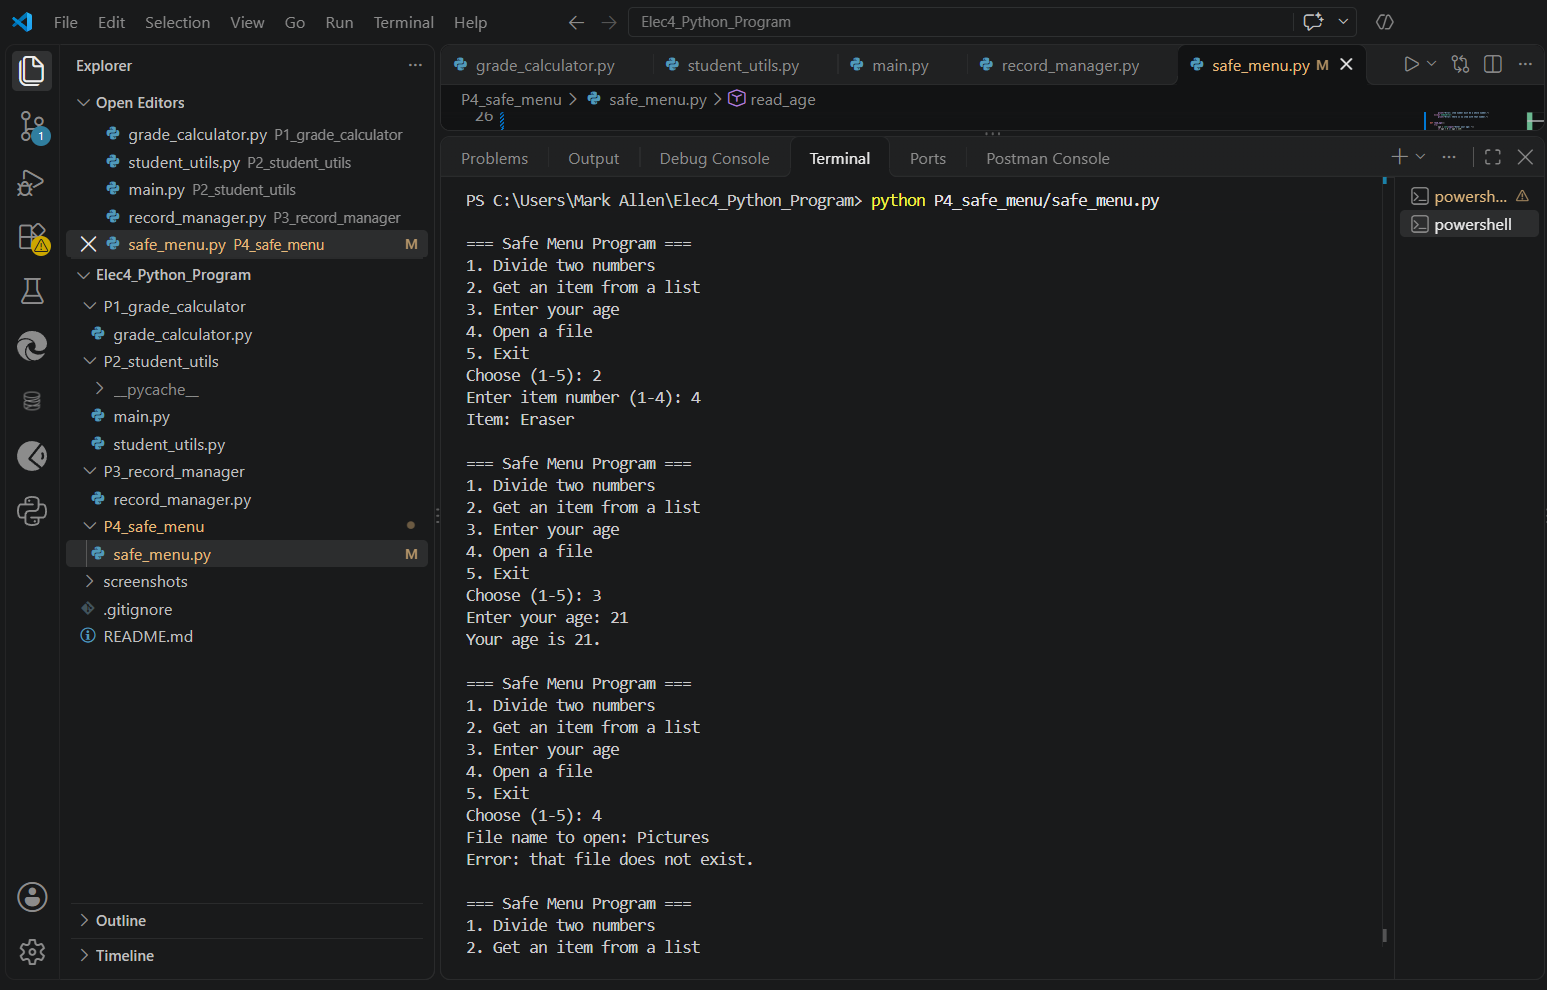 File Edit Selection View Go Run Terminal Help
Elec4_Python_Program
Explorer
Open Editors
grade_calculator.py P1_grade_calculator
student_utils.py P2_student_utils
main.py P2_student_utils
record_manager.py P3_record_manager
safe_menu.py P4_safe_menu M
Elec4_Python_Program
P1_grade_calculator
grade_calculator.py
P2_student_utils
__pycache__
main.py
student_utils.py
P3_record_manager
record_manager.py
P4_safe_menu
safe_menu.py M
screenshots
.gitignore
README.md
Outline
Timeline
1
grade_calculator.py student_utils.py main.py record_manager.py safe_menu.py M
P4_safe_menu > safe_menu.py > read_age
26
Problems Output Debug Console Terminal Ports Postman Console
PS C:\Users\Mark Allen\Elec4_Python_Program> python P4_safe_menu/safe_menu.py
=== Safe Menu Program ===
1. Divide two numbers
2. Get an item from a list
3. Enter your age
4. Open a file
5. Exit
Choose (1-5): 2
Enter item number (1-4): 4
Item: Eraser
=== Safe Menu Program ===
1. Divide two numbers
2. Get an item from a list
3. Enter your age
4. Open a file
5. Exit
Choose (1-5): 3
Enter your age: 21
Your age is 21.
=== Safe Menu Program ===
1. Divide two numbers
2. Get an item from a list
3. Enter your age
4. Open a file
5. Exit
Choose (1-5): 4
File name to open: Pictures
Error: that file does not exist.
=== Safe Menu Program ===
1. Divide two numbers
2. Get an item from a list
powersh...
powershell